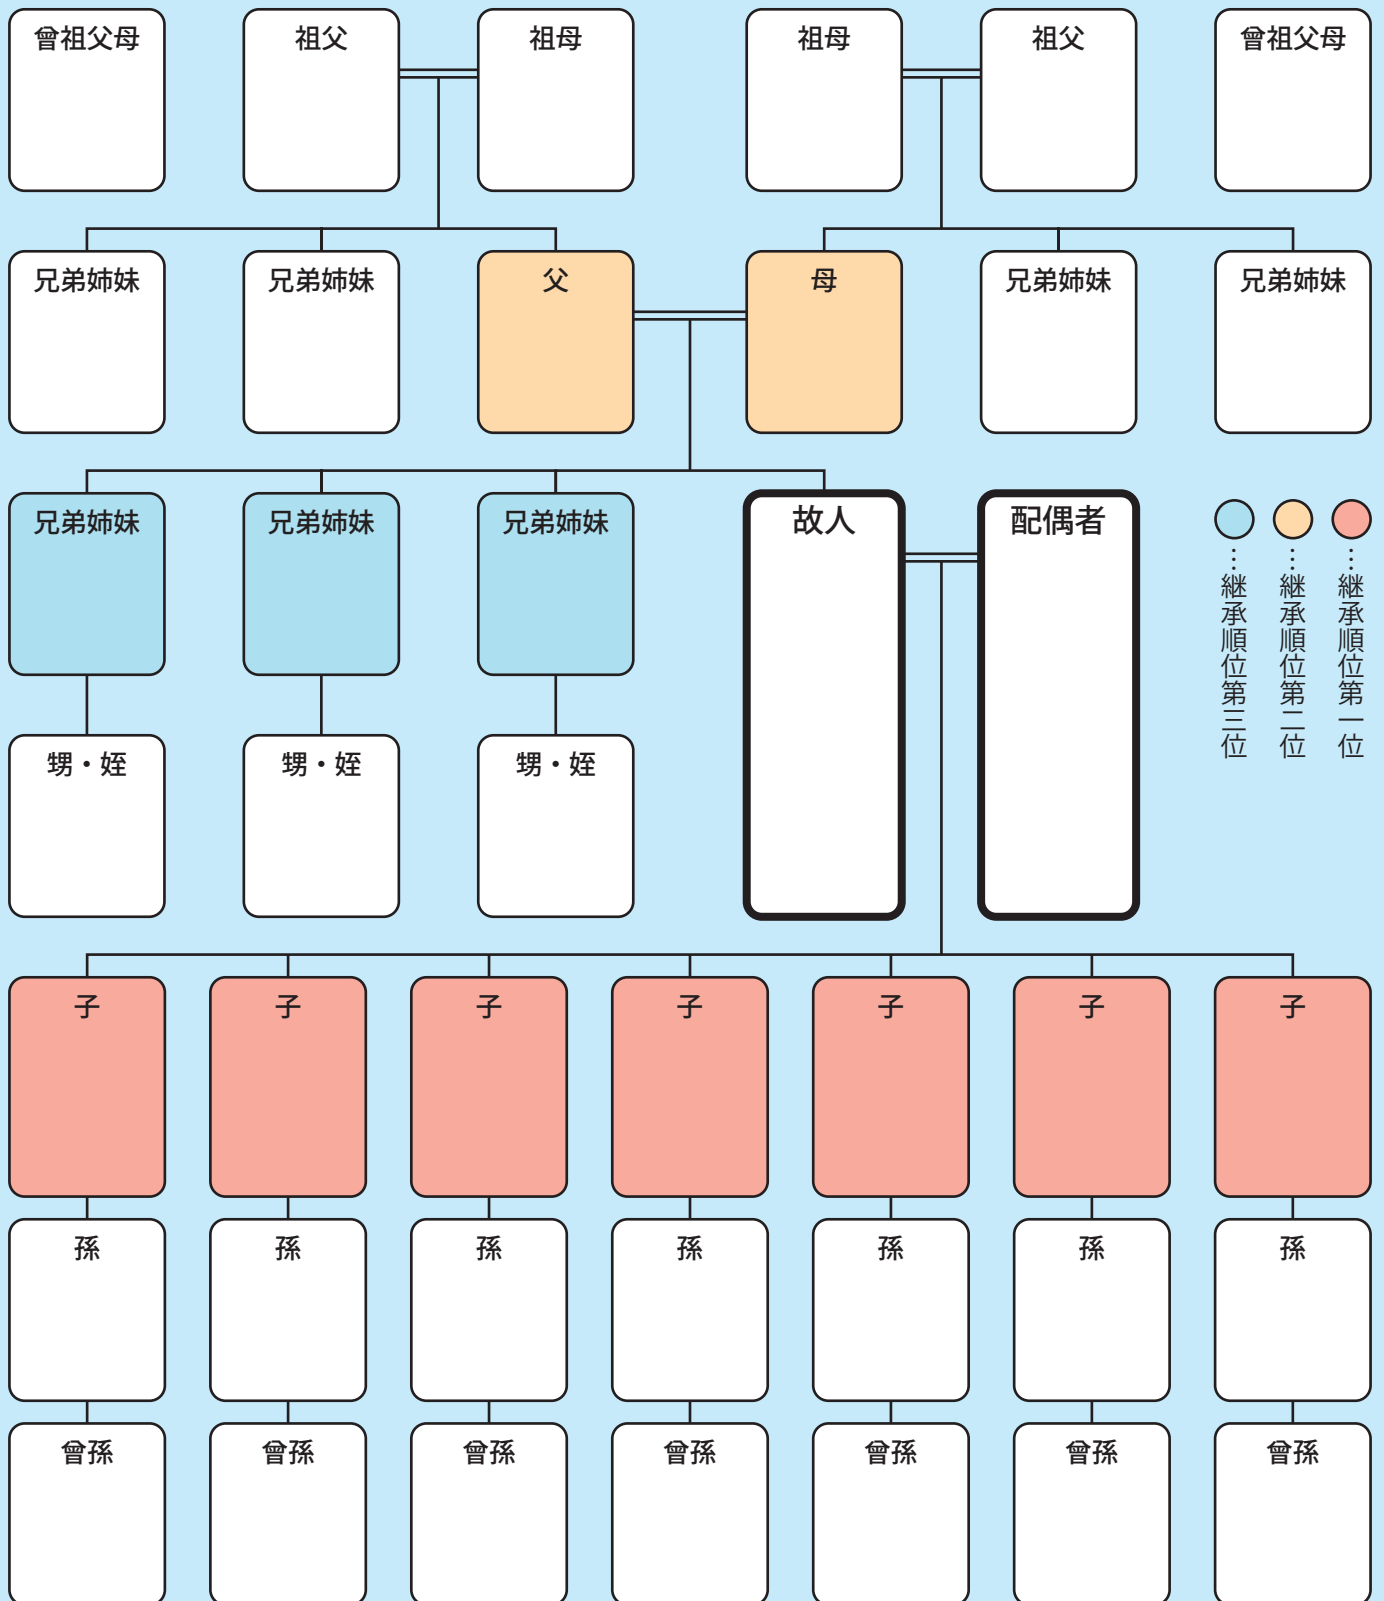 曾祖父母
祖父
祖母
祖母
祖父
曾祖父母
兄弟姉妹
兄弟姉妹
父
母
兄弟姉妹
兄弟姉妹
兄弟姉妹
兄弟姉妹
兄弟姉妹
故人
配偶者
…継承順位第一位
…継承順位第二位
…継承順位第三位
甥・姪
甥・姪
甥・姪
子
子
子
子
子
子
子
孫
孫
孫
孫
孫
孫
孫
曾孫
曾孫
曾孫
曾孫
曾孫
曾孫
曾孫